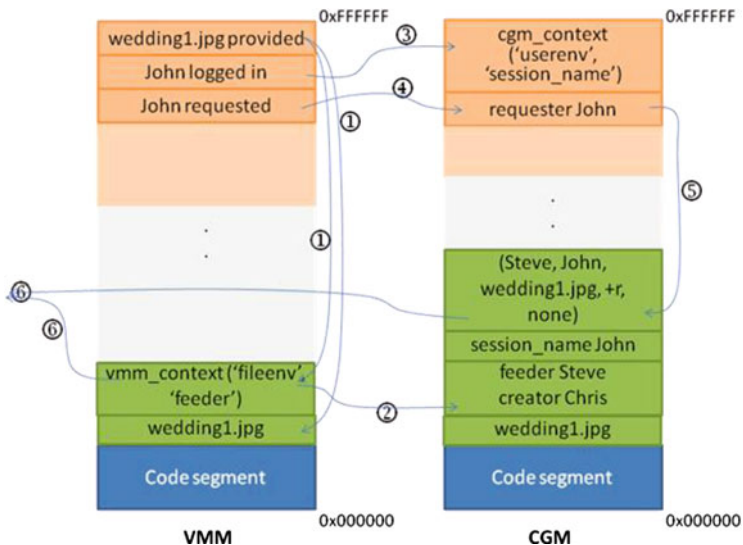 0xFFFFFF
wedding1.jpg provided
John logged in
John requested
①
①
⑥
⑥
vmm_context ('fileenv'
'feeder')
②
wedding1.jpg
Code segment
0x000000
VMM
0xFFFFFF
③
cgm_context
('userenv',
'session_name')
④
requester John
⑤
(Steve, John,
wedding1.jpg, +r,
none)
session_name John
feeder Steve
creator Chris
wedding1.jpg
Code segment
0x000000
CGM